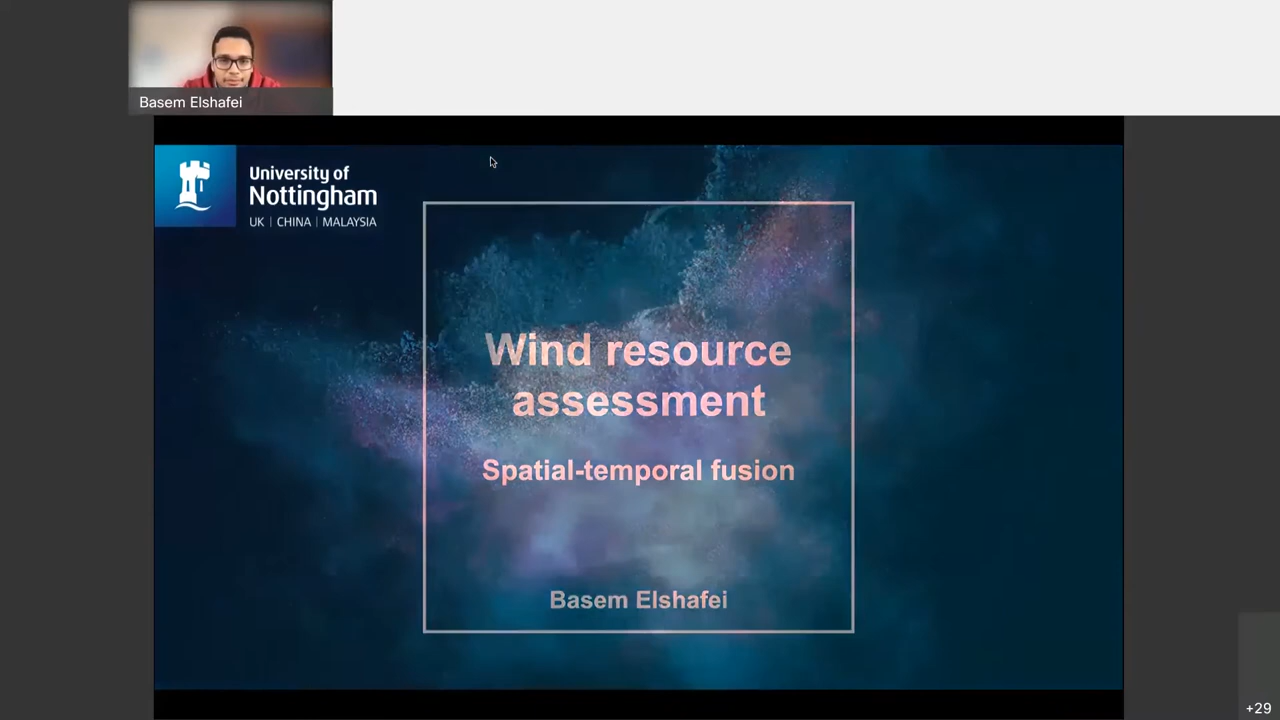 Basem Elshafei
University of
Nottingham
UK | CHINA | MALAYSIA
Wind resource
assessment
Spatial-temporal fusion
Basem Elshafei
+29